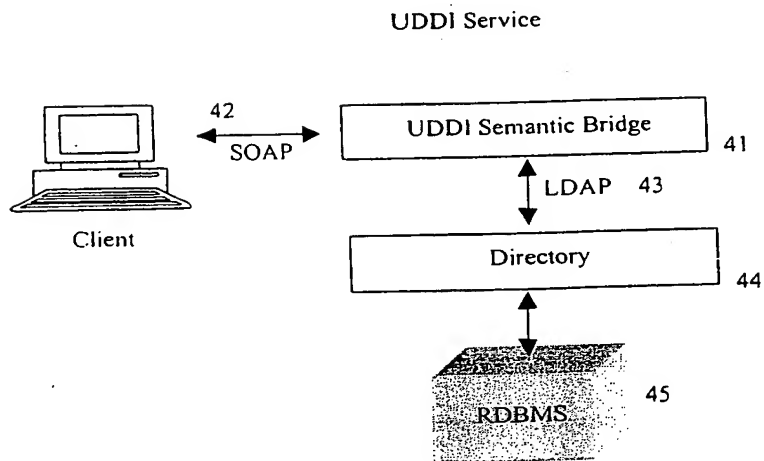 UDDI Service
42
SOAP
UDDI Semantic Bridge
41
LDAP 43
Client
Directory
44
RDBMS
45